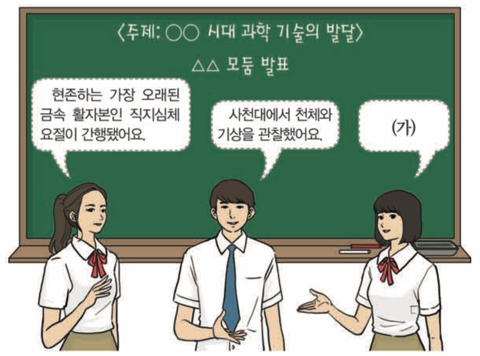 〈주제: ○○ 시대 과학 기술의 발달〉
△△ 모둠 발표
현존하는 가장 오래된
금속 활자본인 직지심체
요절이 간행됐어요.
사천대에서 천체와
기상을 관찰했어요.
(가)